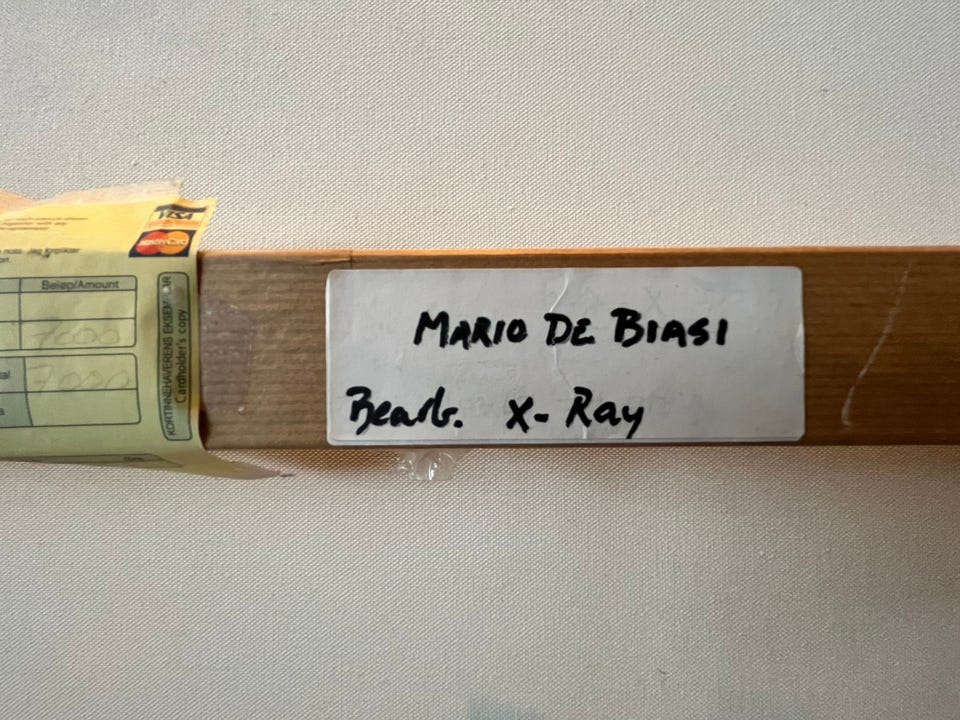 VISA
MasterCard
Beløp/Amount
7000
7000
KORTINNEHAVERENS EKSEMPLAR
Cardholder's copy
MARIO DE BIASI
Bearb. X-Ray